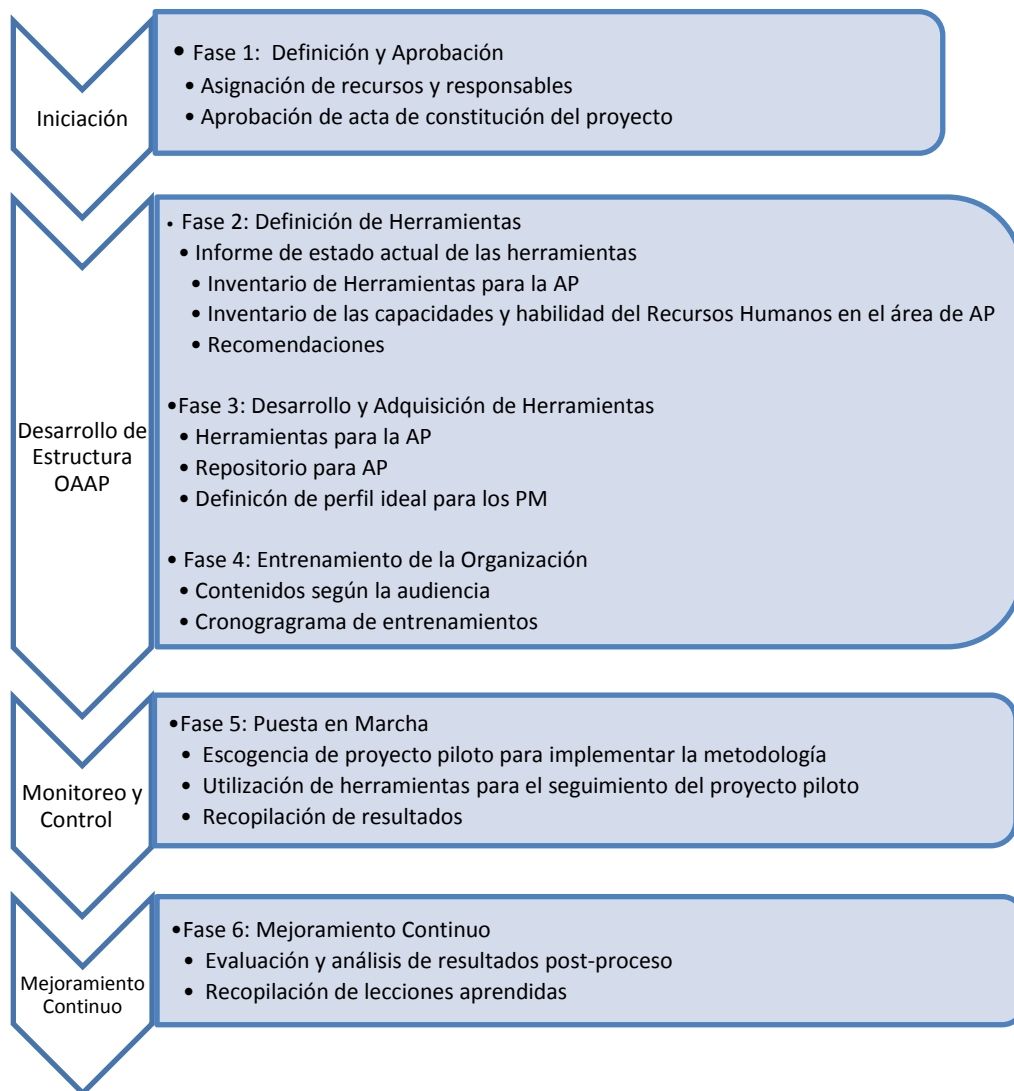 Iniciación
• Fase 1: Definición y Aprobación
• Asignación de recursos y responsables
• Aprobación de acta de constitución del proyecto
Desarrollo de
Estructura
OAAP
• Fase 2: Definición de Herramientas
• Informe de estado actual de las herramientas
• Inventario de Herramientas para la AP
• Inventario de las capacidades y habilidad del Recursos Humanos en el área de AP
• Recomendaciones
•Fase 3: Desarrollo y Adquisición de Herramientas
• Herramientas para la AP
• Repositorio para AP
• Definicón de perfil ideal para los PM
• Fase 4: Entrenamiento de la Organización
• Contenidos según la audiencia
• Cronogragrama de entrenamientos
Monitoreo y
Control
•Fase 5: Puesta en Marcha
• Escogencia de proyecto piloto para implementar la metodología
• Utilización de herramientas para el seguimiento del proyecto piloto
• Recopilación de resultados
Mejoramiento
Continuo
•Fase 6: Mejoramiento Continuo
• Evaluación y análisis de resultados post-proceso
• Recopilación de lecciones aprendidas